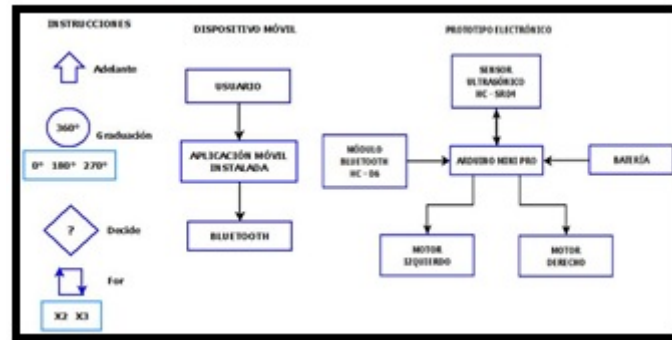 INSTRUCCIONES
Adelante
360°
Graduación
0° 180° 270°
?
Decide
For
X2 X3
DISPOSITIVO MÓVIL
USUARIO
APLICACIÓN MÓVIL
INSTALADA
BLUETOOTH
PROTOTIPO ELECTRÓNICO
SENSOR
ULTRASÓNICO
HC - SR04
MÓDULO
BLUETOOTH
HC - 06
ARDUINO MINI PRO
BATERÍA
MOTOR
IZQUIERDO
MOTOR
DERECHO